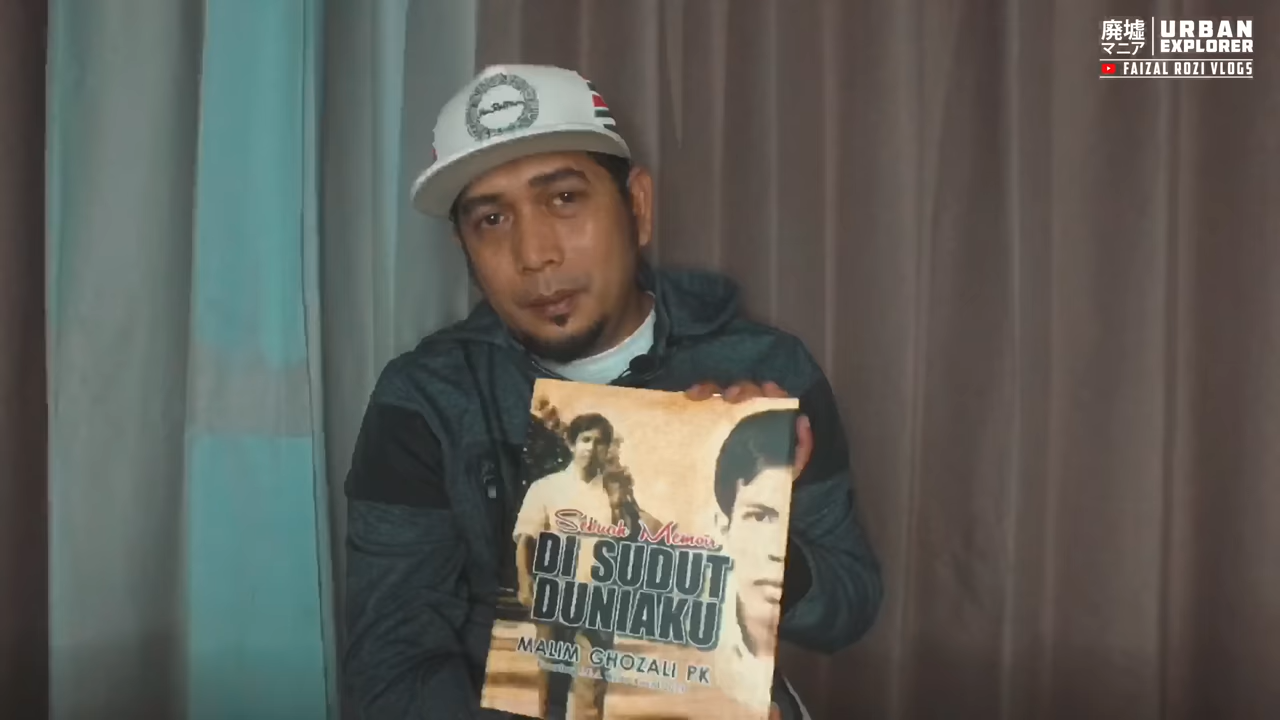 廃墟
マニア
URBAN
EXPLORER
FAIZAL ROZI VLOGS
Sebuah Memoir
DI SUDUT
DUNIAKU
MALIM GHOZALI PK